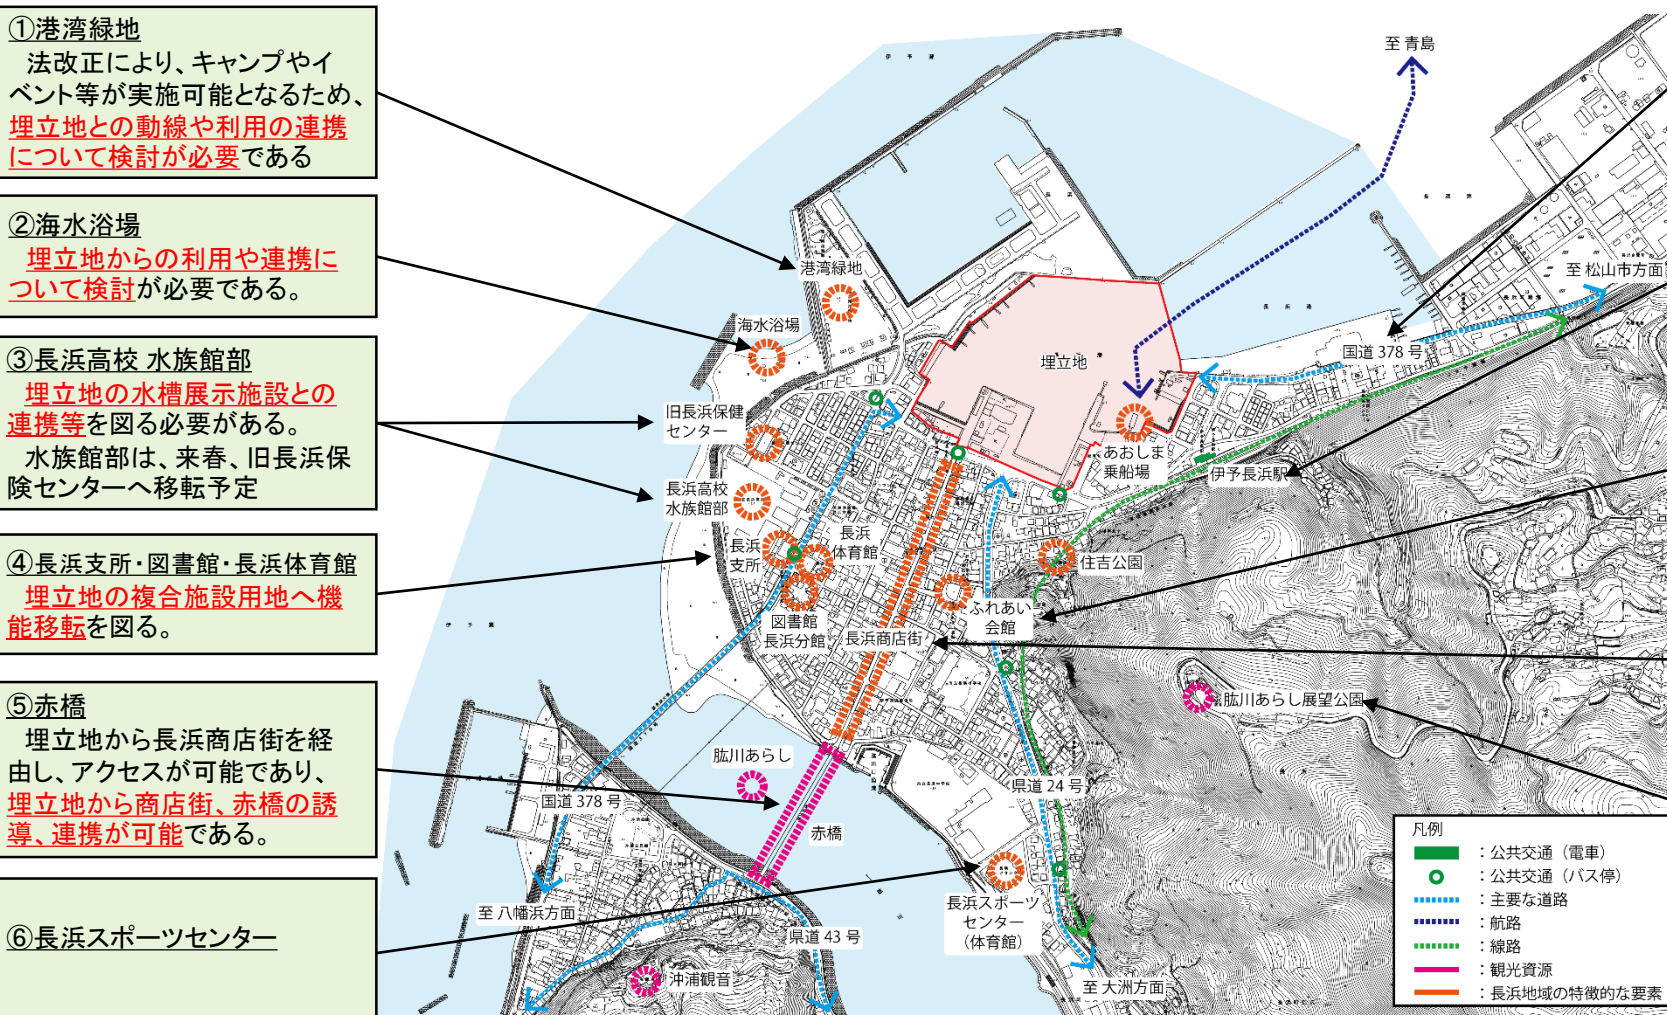 ①港湾緑地
法改正により、キャンプやイ
ベント等が実施可能となるため、
埋立地との動線や利用の連携
について検討が必要である
②海水浴場
埋立地からの利用や連携に
ついて検討が必要である。
③長浜高校 水族館部
埋立地の水槽展示施設との
連携等を図る必要がある。
水族館部は、来春、旧長浜保
険センターへ移転予定
④長浜支所・図書館・長浜体育館
埋立地の複合施設用地へ機
能移転を図る。
⑤赤橋
埋立地から長浜商店街を経
由し、アクセスが可能であり、
埋立地から商店街、赤橋の誘
導、連携が可能である。
⑥長浜スポーツセンター
至 青島
港湾緑地
至 松山市方面
海水浴場
国道 378 号
埋立地
旧長浜保健
センター
あおしま
乗船場
伊予長浜駅
長浜高校
水族館部
長浜
体育館
長浜
支所
住吉公園
ふれあい
会館
図書館
長浜分館
長浜商店街
肱川あらし展望公園
肱川あらし
国道 378 号
県道 24 号
赤橋
至 八幡浜方面
長浜スポーツ
センター
（体育館）
県道 43 号
沖浦観音
至 大洲方面
凡例
：公共交通（電車）
：公共交通（バス停）
：主要な道路
：航路
：線路
：観光資源
：長浜地域の特徴的な要素